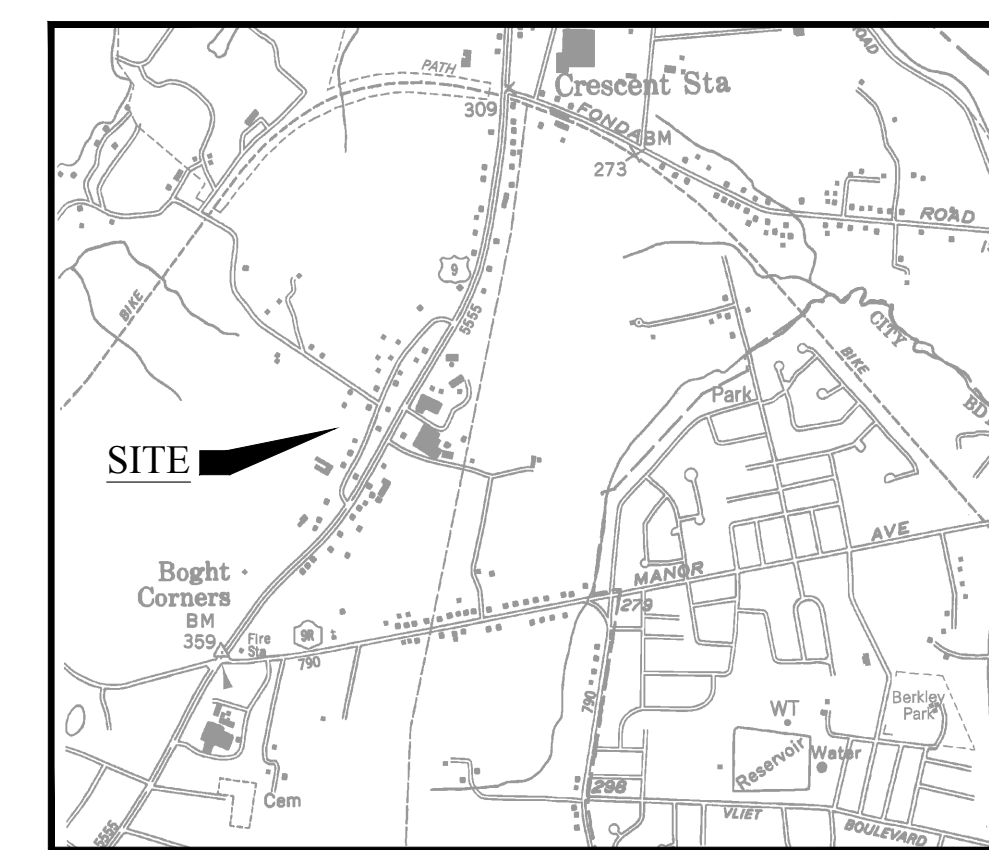 PATH
Crescent Sta
ROAD
309
FONDA
BM
273
ROAD
9
BIKE
5555
CITY
BIKE
Park
SITE
AVE
MANOR
Boght
Corners
BM
359
Fire
Sta
9R
790
279
790
WT
Berkley
Park
Reservoir
Water
298
Cem
VLIET
BOULEVARD
5555